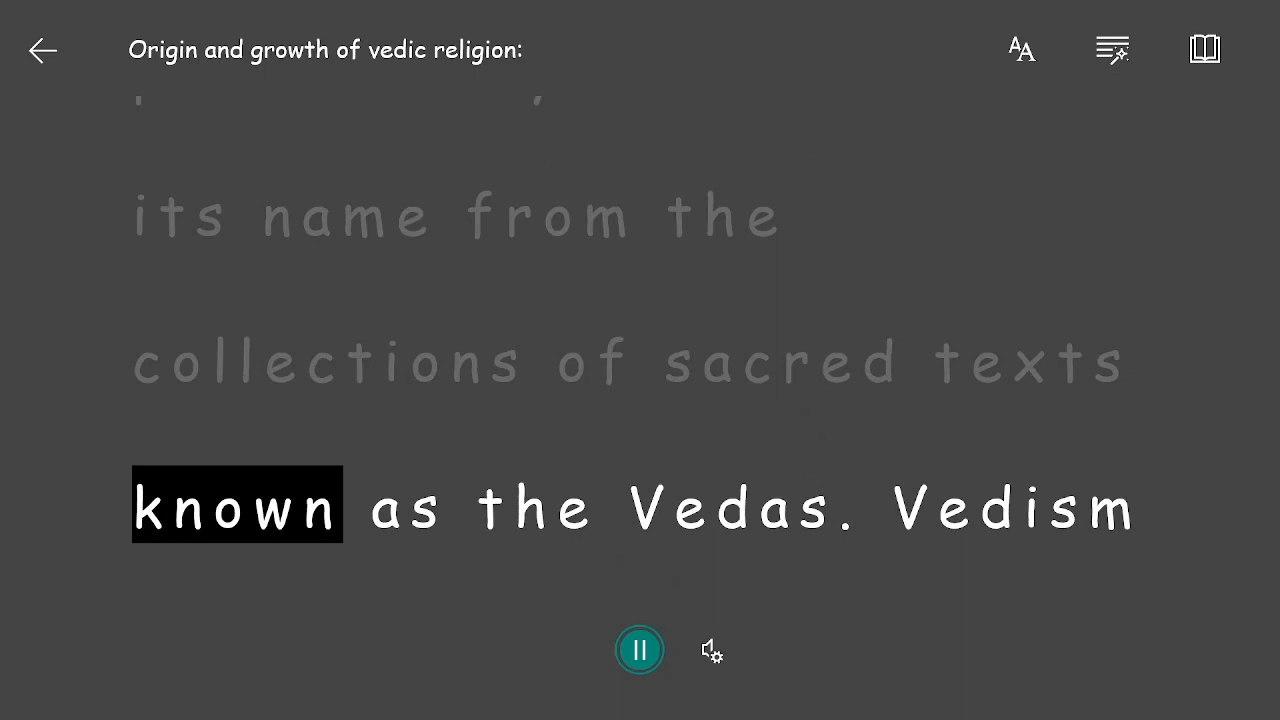 Origin and growth of vedic religion:
its name from the
collections of sacred texts
known as the Vedas. Vedism